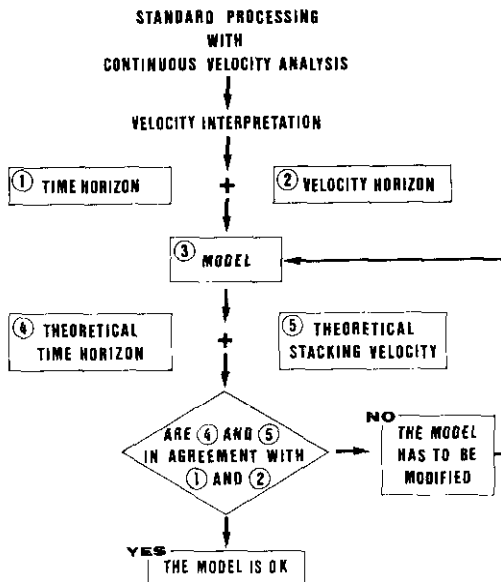 STANDARD PROCESSING
WITH
CONTINUOUS VELOCITY ANALYSIS
VELOCITY INTERPRETATION
① TIME HORIZON
+
② VELOCITY HORIZON
③ MODEL
④ THEORETICAL
TIME HORIZON
+
⑤ THEORETICAL
STACKING VELOCITY
ARE ④ AND ⑤
IN AGREEMENT WITH
① AND ②
NO
THE MODEL
HAS TO BE
MODIFIED
YES
THE MODEL IS OK